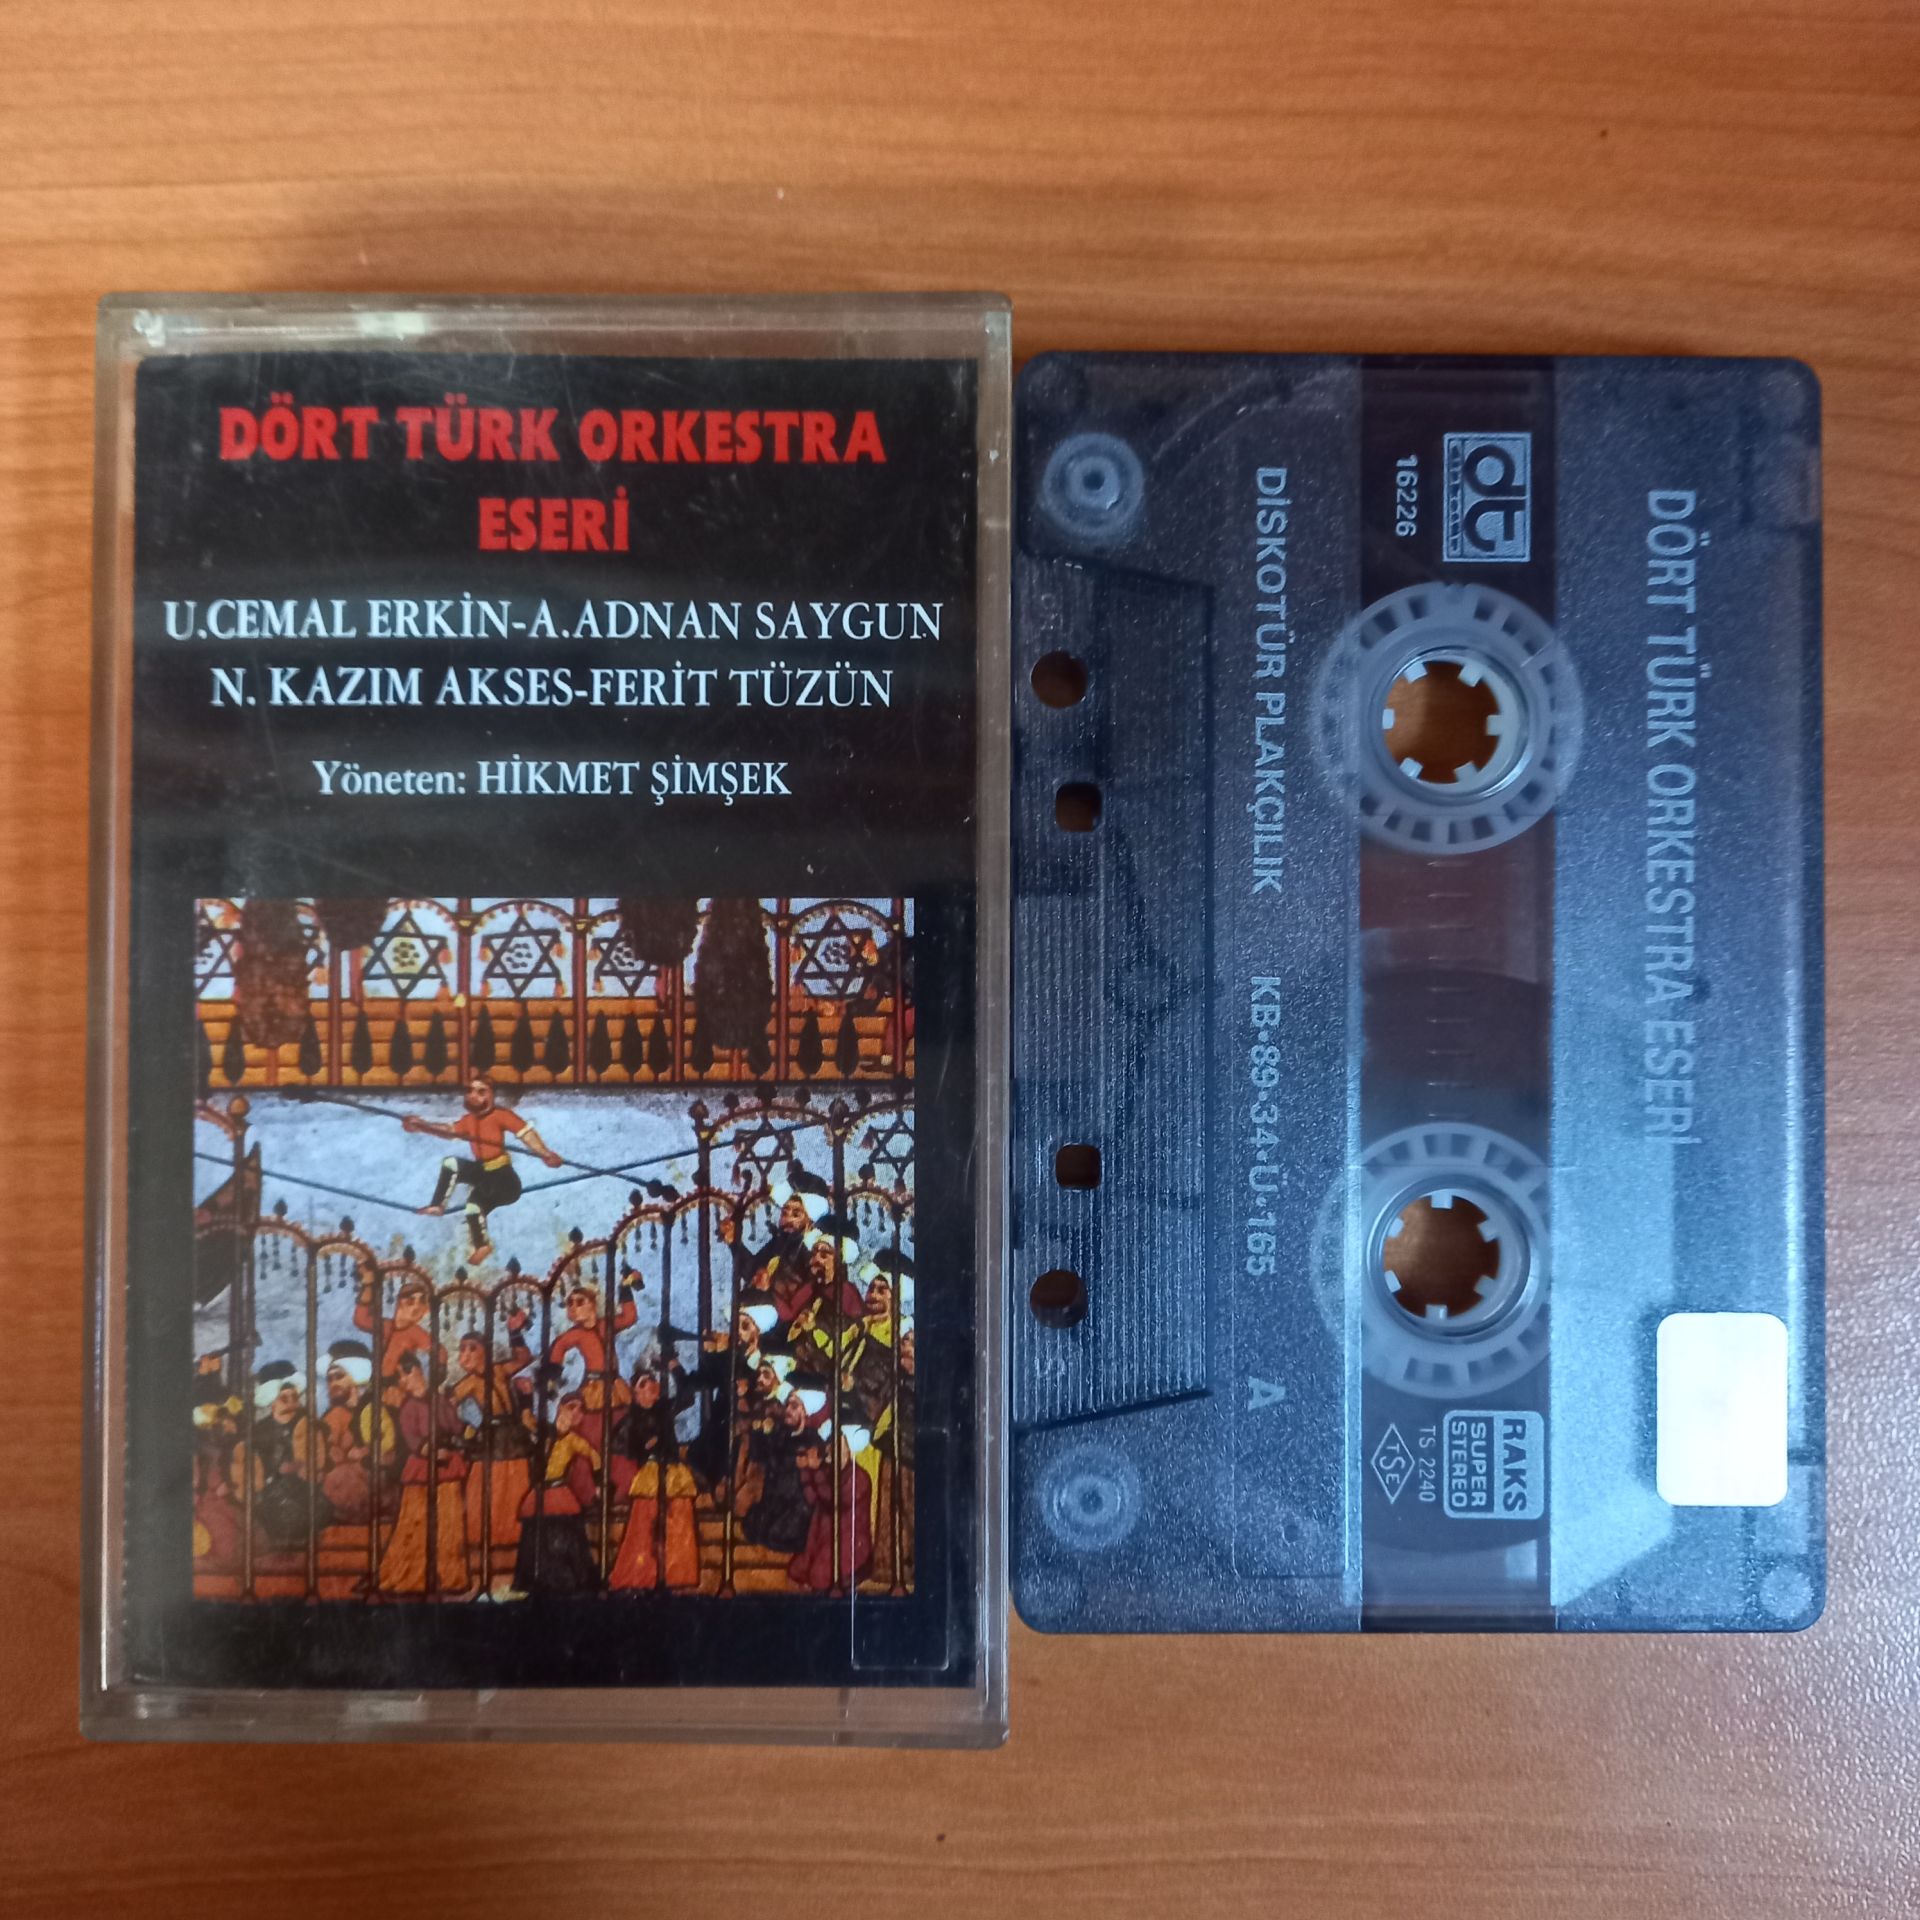 DÖRT TÜRK ORKESTRA
ESERİ
U.CEMAL ERKİN-A.ADNAN SAYGUN
N. KAZIM AKSES-FERİT TÜZÜN
Yöneten: HİKMET ŞİMŞEK
DÖRT TÜRK ORKESTRA ESERİ
dt
16226
RAKS
SUPER
STEREO
TS 2240
TSE
DİSKOTÜR PLAKÇILIK KB•89•34•Ü•165 A